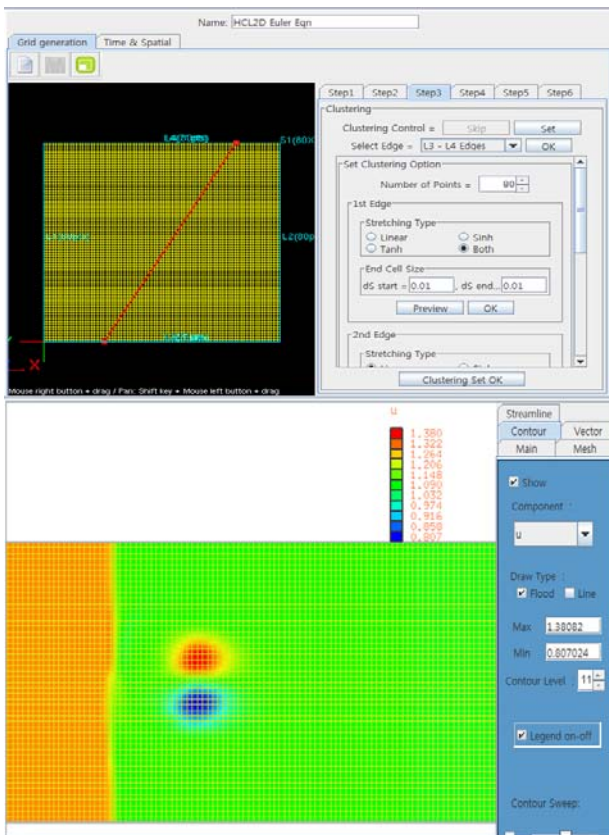 Name: HCL2D Euler Eqn
Grid generation Time & Spatial
Step1 Step2 Step3 Step4 Step5 Step6
Clustering
Clustering Control = Skip Set
Select Edge = L3 - L4 Edges OK
Set Clustering Option
Number of Points = 80
1st Edge
Stretching Type
Linear Sinh
Tanh Both
End Cell Size
dS start = 0.01 , dS end... 0.01
Preview OK
2nd Edge
Stretching Type
Clustering Set OK
X
Mouse right button + drag / Pan: Shift key + Mouse left button + drag
u
1.380
1.322
1.264
1.206
1.148
1.090
1.032
0.974
0.916
0.858
0.807
Streamline
Contour Vector
Main Mesh
Show
Component :
u
Draw Type :
Flood Line
Max 1.38082
Min 0.807024
Contour Level : 11
Legend on-off
Contour Sweep: